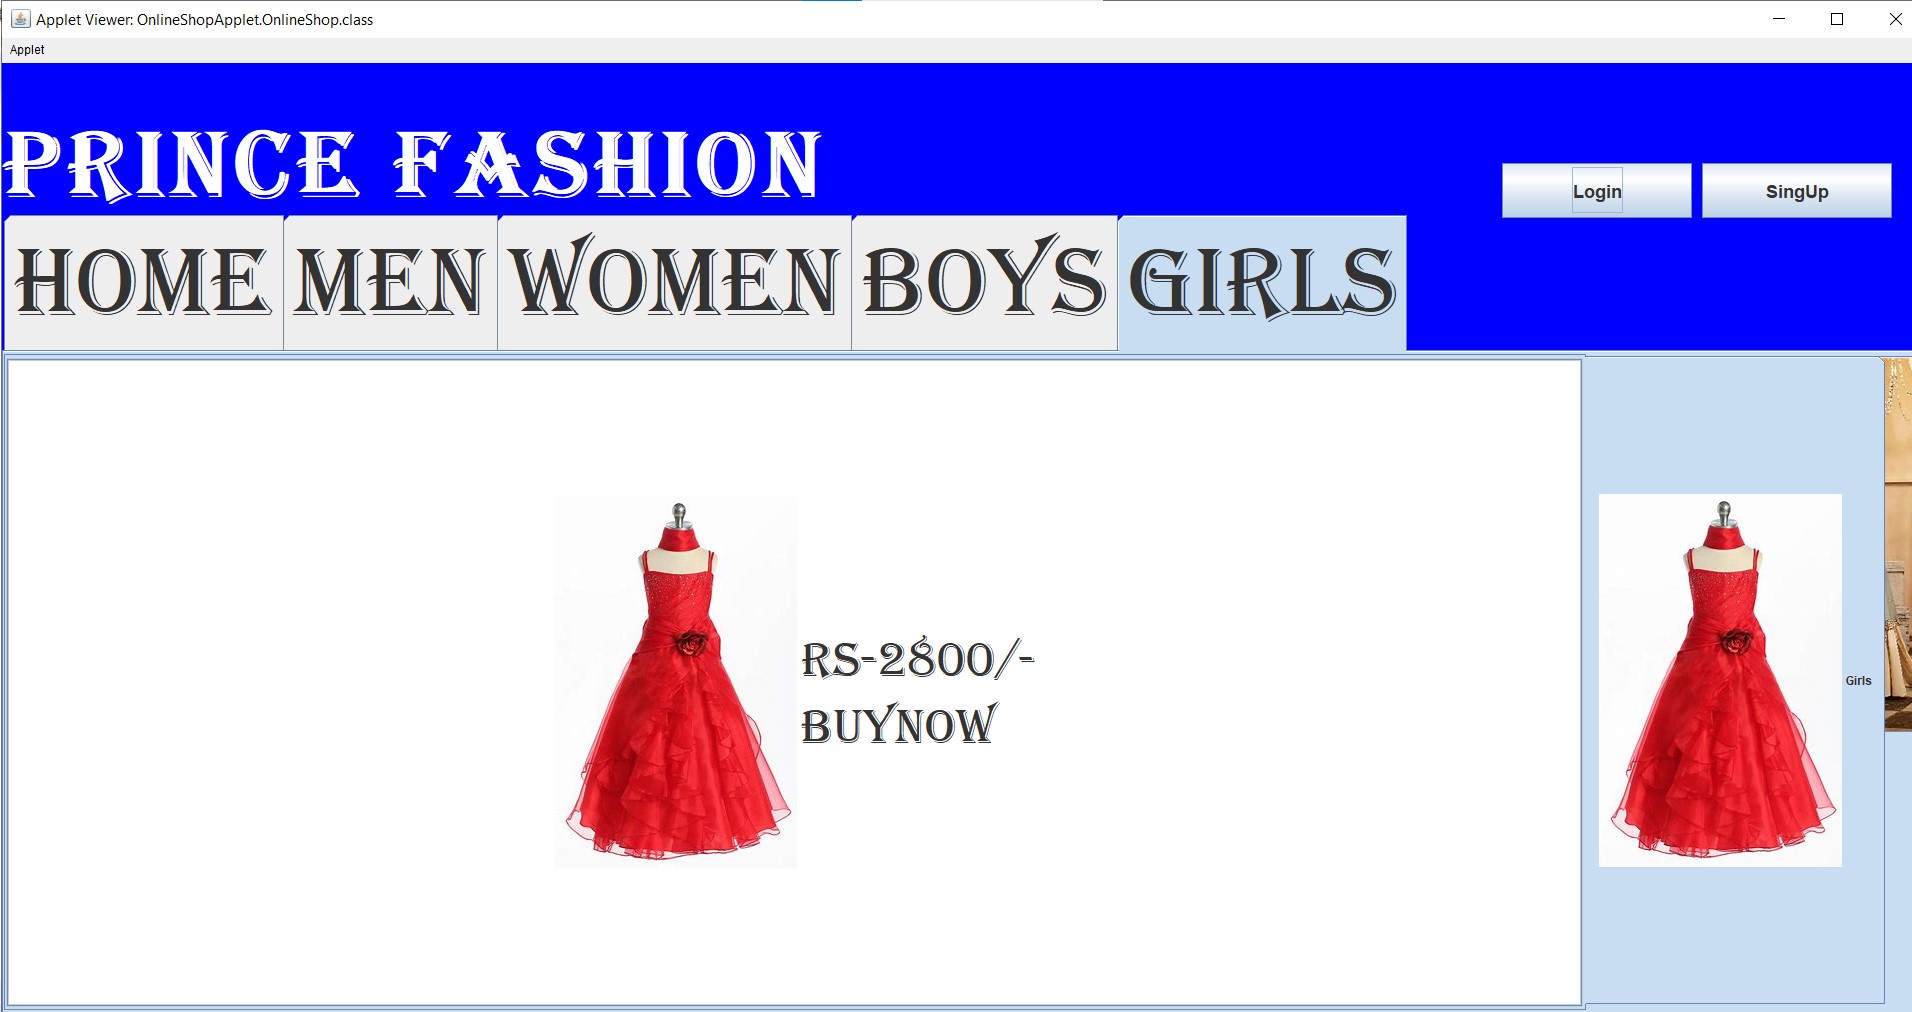 Applet Viewer: OnlineShopApplet.OnlineShop.class
Applet
PRINCE FASHION
Login SingUp
HOME MEN WOMEN BOYS GIRLS
RS-2800/-
BUYNOW
Girls